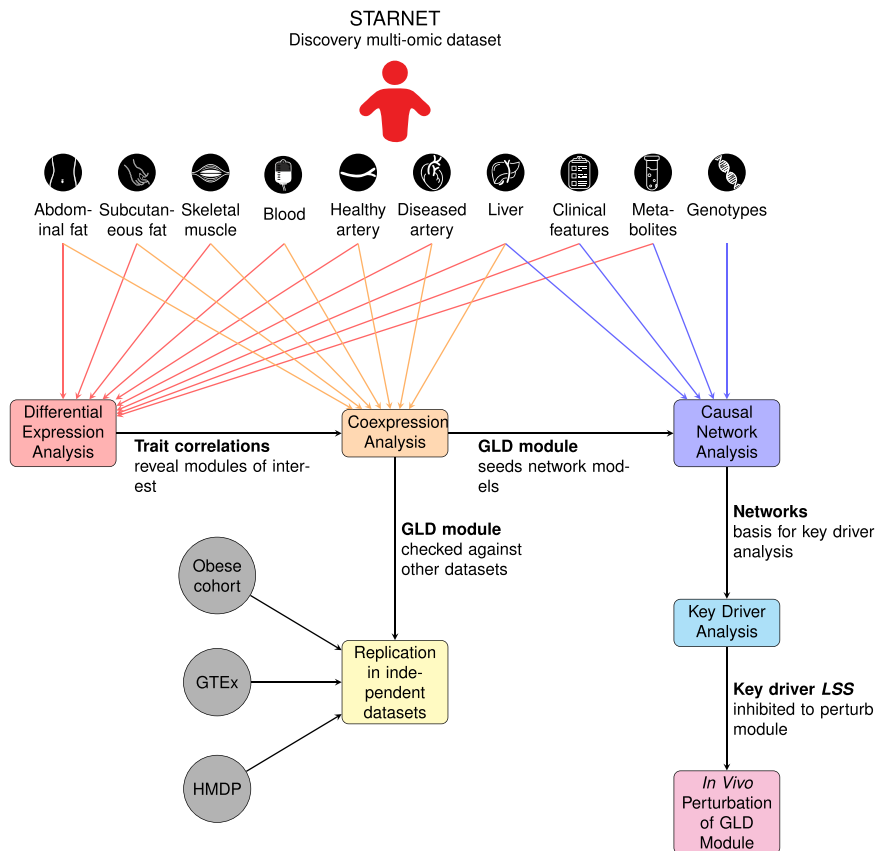 STARNET
Discovery multi-omic dataset
Abdom-
inal fat
Subcutan-
eous fat
Skeletal
muscle
Blood
Healthy
artery
Diseased
artery
Liver
Clinical
features
Meta-
bolites
Genotypes
Differential
Expression
Analysis
Trait correlations
reveal modules of inter-
est
Coexpression
Analysis
GLD module
seeds network mod-
els
Causal
Network
Analysis
GLD module
checked against
other datasets
Networks
basis for key driver
analysis
Obese
cohort
GTEx
HMDP
Replication
in inde-
pendent
datasets
Key Driver
Analysis
Key driver LSS
inhibited to perturb
module
In Vivo
Perturbation
of GLD
Module